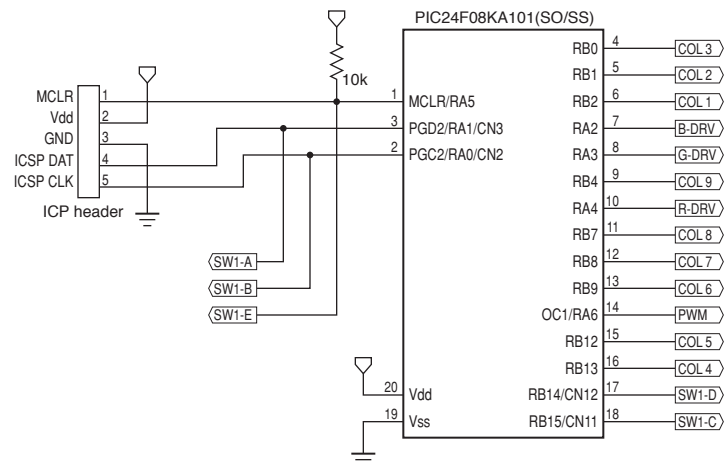 PIC24F08KA101(SO/SS)
10k
MCLR 1
Vdd 2
GND 3
ICSP DAT 4
ICSP CLK 5
ICP header
1 MCLR/RA5
3 PGD2/RA1/CN3
2 PGC2/RA0/CN2
20 Vdd
19 Vss
SW1-A
SW1-B
SW1-E
RB0 4 COL 3
RB1 5 COL 2
RB2 6 COL 1
RA2 7 B-DRV
RA3 8 G-DRV
RB4 9 COL 9
RA4 10 R-DRV
RB7 11 COL 8
RB8 12 COL 7
RB9 13 COL 6
OC1/RA6 14 PWM
RB12 15 COL 5
RB13 16 COL 4
RB14/CN12 17 SW1-D
RB15/CN11 18 SW1-C